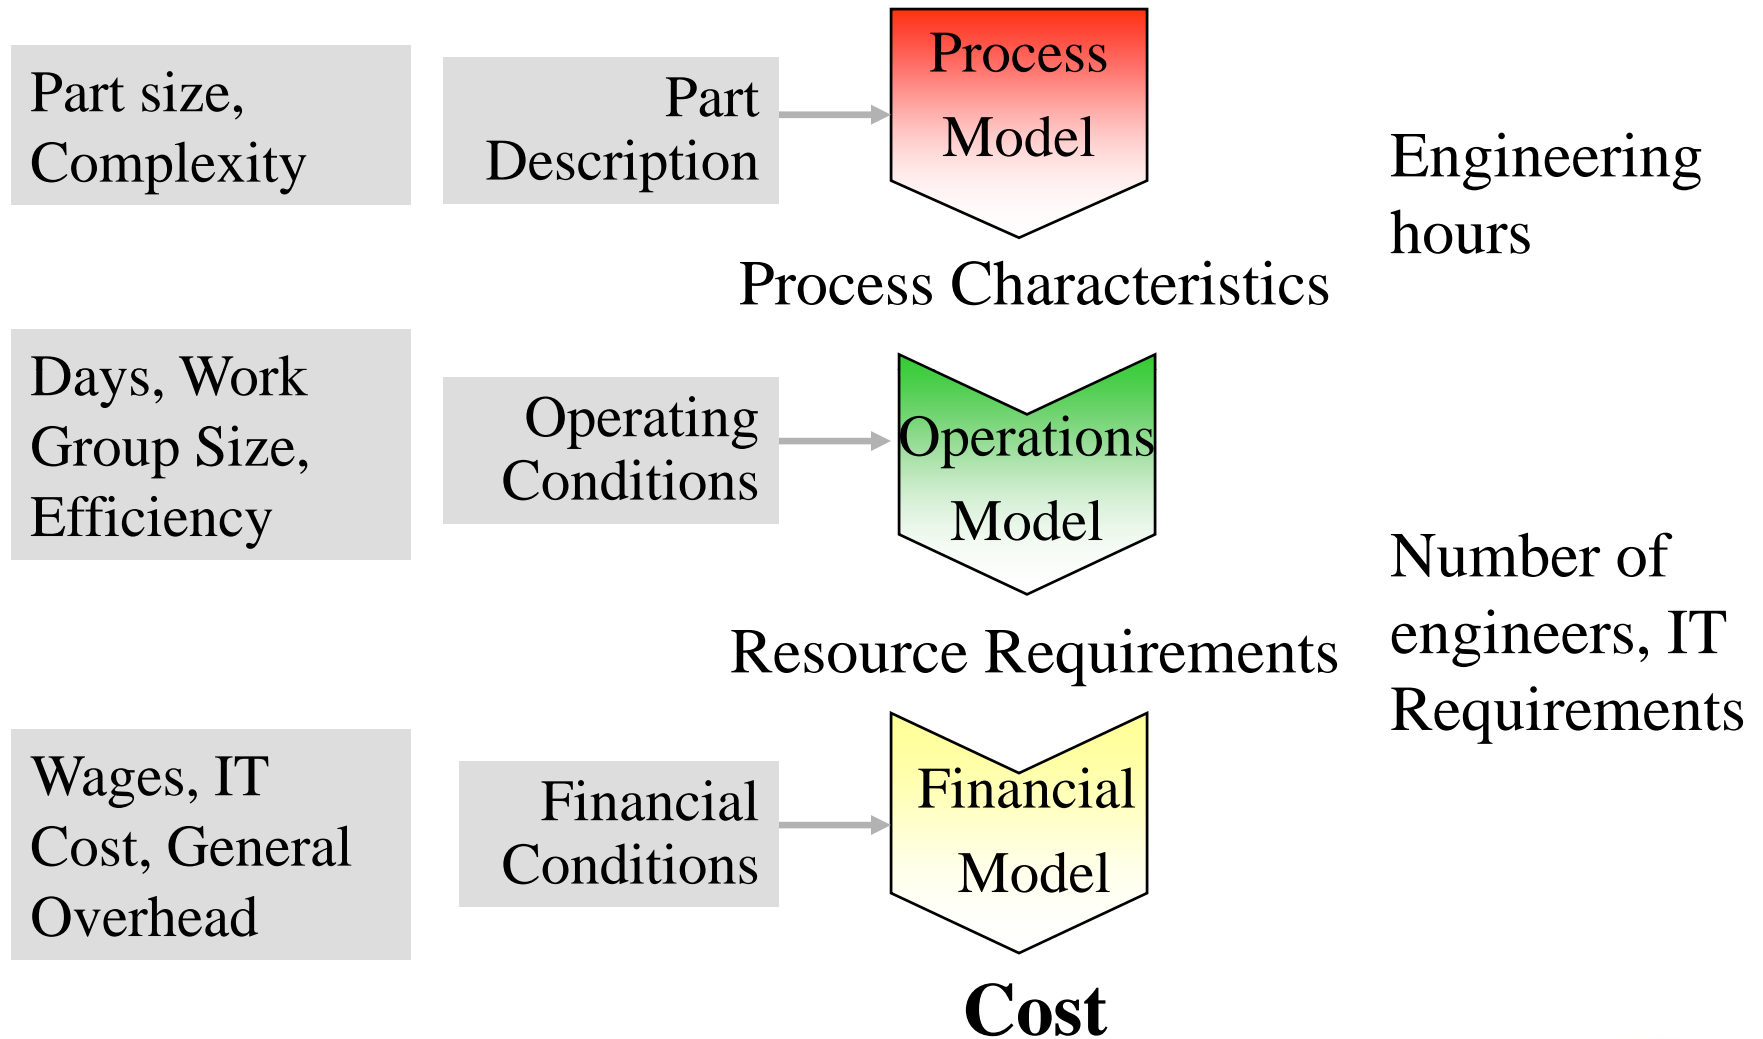 Part size,
Complexity
Part
Description
Process
Model
Engineering
hours
Process Characteristics
Days, Work
Group Size,
Efficiency
Operating
Conditions
Operations
Model
Number of
engineers, IT
Requirements
Resource Requirements
Wages, IT
Cost, General
Overhead
Financial
Conditions
Financial
Model
Cost